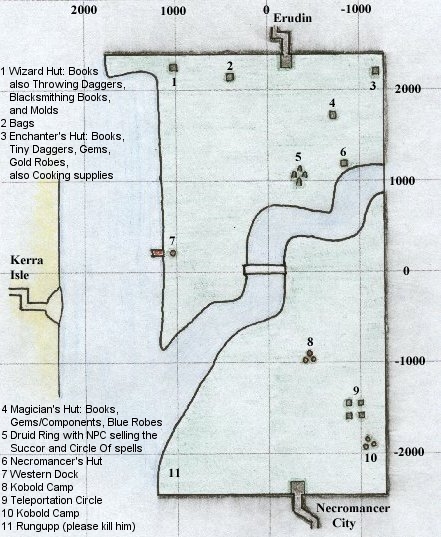 2000
1000
0
-1000
Erudin
1 Wizard Hut: Books
also Throwing Daggers,
Blacksmithing Books,
and Molds
2 Bags
3 Enchanter's Hut: Books,
Tiny Daggers, Gems,
Gold Robes,
also Cooking supplies
1
2
3
4
5
6
7
2000
1000
0
Kerra
Isle
8
-1000
9
10
-2000
4 Magician's Hut: Books,
Gems/Components, Blue Robes
5 Druid Ring with NPC selling the
Succor and Circle Of spells
6 Necromancer's Hut
7 Western Dock
8 Kobold Camp
9 Teleportation Circle
10 Kobold Camp
11 Rungupp (please kill him)
11
Necromancer
City